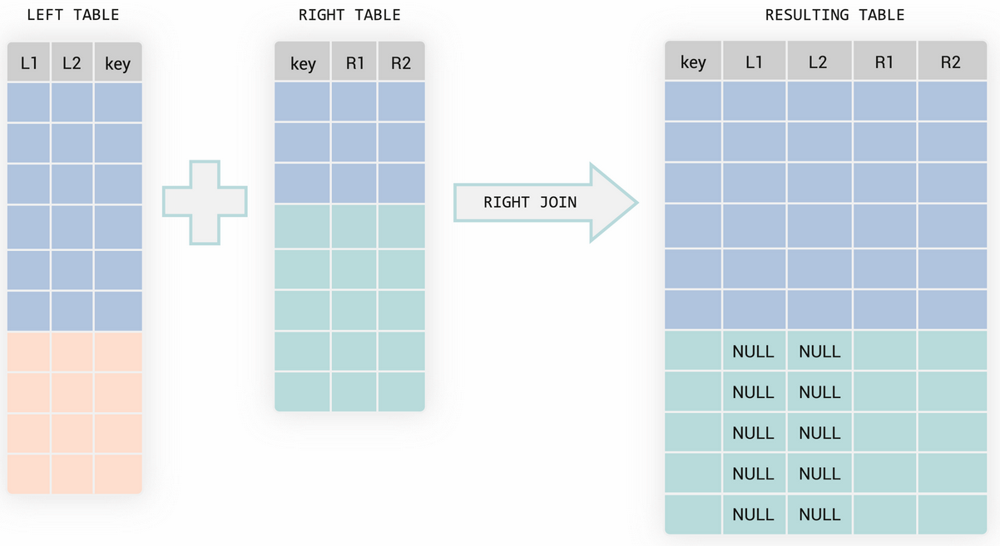 LEFT TABLE
RIGHT TABLE
RESULTING TABLE
L1 L2 key
key R1 R2
key L1 L2 R1 R2
RIGHT JOIN
NULL NULL
NULL NULL
NULL NULL
NULL NULL
NULL NULL